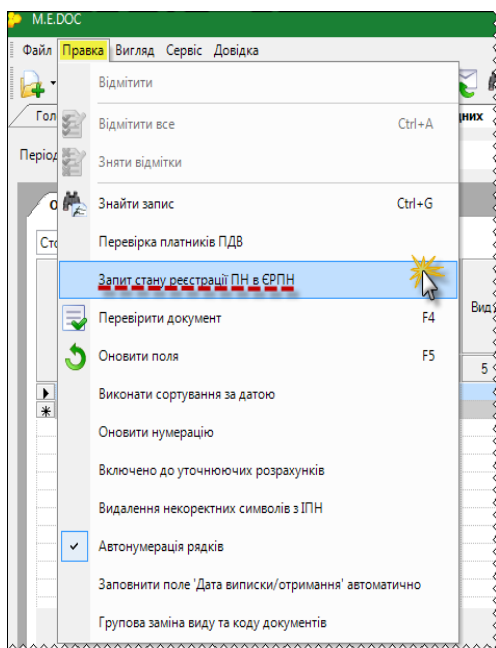 M.E.DOC
Файл Правка Вигляд Сервіс Довідка
Відмітити
Гол
Відмітити все Ctrl+A
них
Період
Зняти відмітки
О
Знайти запис Ctrl+G
Сто
Перевірка платників ПДВ
Запит стану реєстрації ПН в ЄРПН
Вид
Перевірити документ F4
Оновити поля F5
5
Виконати сортування за датою
Оновити нумерацію
Включено до уточнюючих розрахунків
Видалення некоректних символів з ІПН
Автонумерація рядків
Заповнити поле 'Дата виписки/отримання' автоматично
Групова заміна виду та коду документів